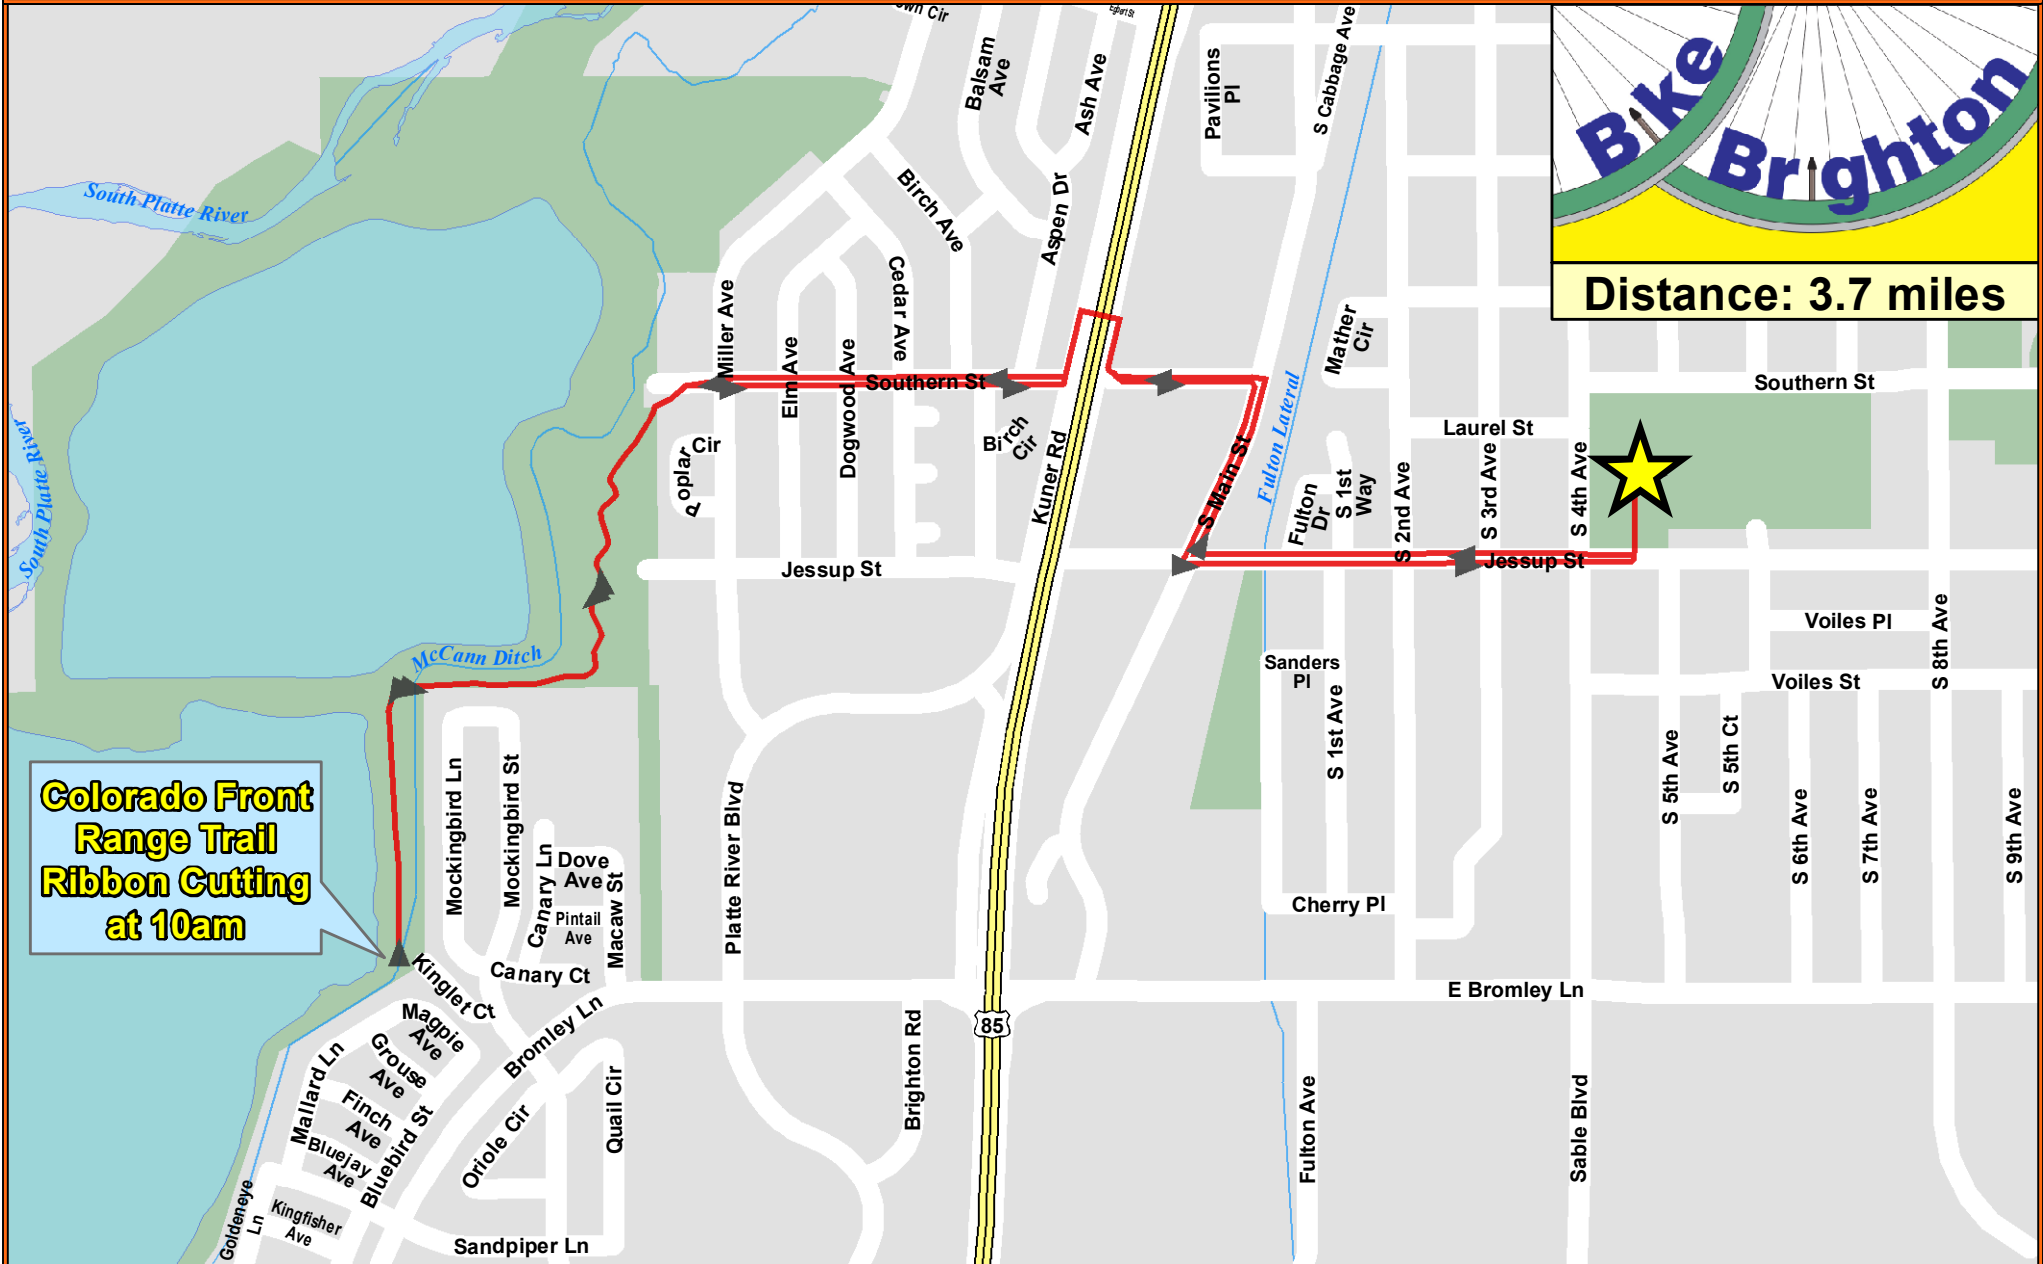 own Cir
Egbert St
Balsam
Ave
Ash Ave
Pavilions
Pl
S Cabbage Ave
Bike
Brighton
Distance: 3.7 miles
South Platte River
Birch Ave
Aspen Dr
Cedar Ave
Miller Ave
Elm Ave
Dogwood Ave
Southern St
Mather
Cir
Southern St
Fulton Lateral
Laurel St
Poplar
Cir
Birch
Cir
Kuner Rd
S Main St
Fulton
Dr
S 1st
Way
S 2nd Ave
S 3rd Ave
S 4th Ave
South Platte River
Jessup St
Jessup St
Voiles Pl
S 8th Ave
McCann Ditch
Sanders
Pl
Voiles St
S 1st Ave
S 5th Ave
S 5th Ct
S 6th Ave
S 7th Ave
S 9th Ave
Colorado Front
Range Trail
Ribbon Cutting
at 10am
Mockingbird Ln
Mockingbird St
Canary Ln
Dove
Ave
Pintail
Ave
Macaw St
Platte River Blvd
Cherry Pl
Canary Ct
Kinglet Ct
E Bromley Ln
Magpie
Ave
Bromley Ln
85
Grouse
Ave
Mallard Ln
Finch
Ave
Bluejay
Ave
Bluebird St
Oriole Cir
Quail Cir
Brighton Rd
Fulton Ave
Sable Blvd
Goldeneye
Ln
Kingfisher
Ave
Sandpiper Ln